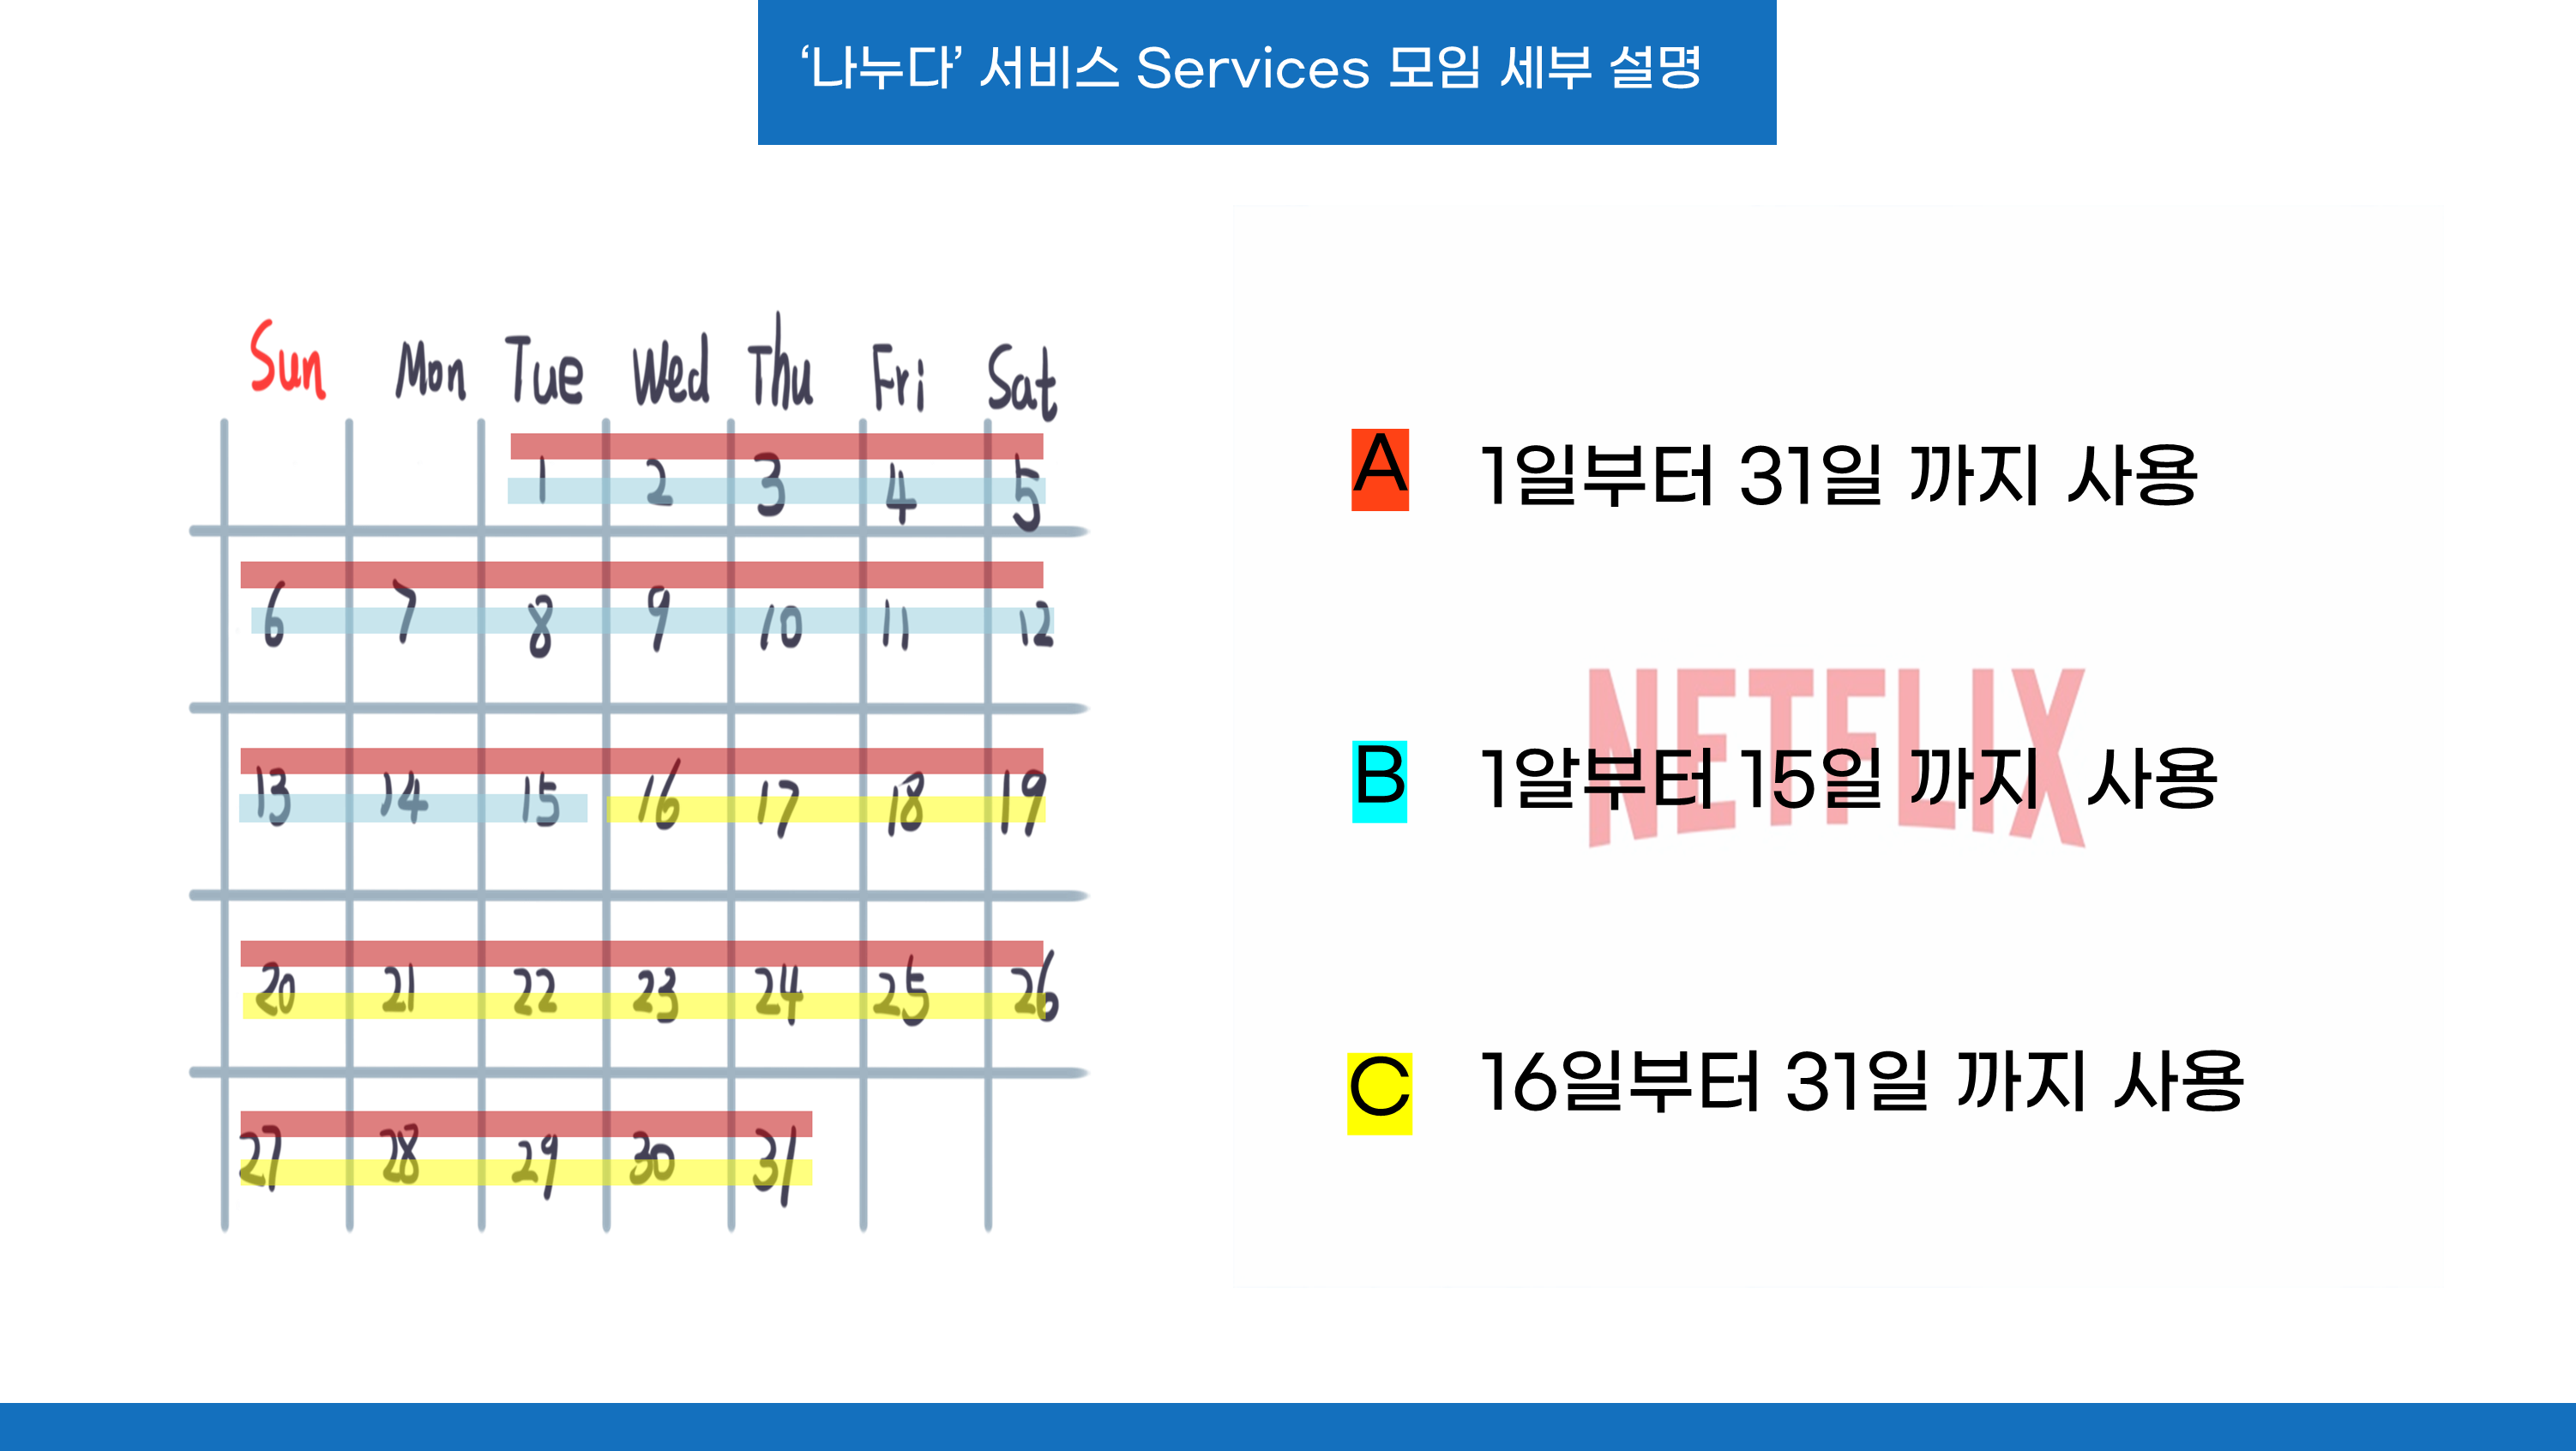 ‘나누다’ 서비스 Services 모임 세부 설명
Sun Mon Tue Wed Thu Fri Sat
1 2 3 4 5
6 7 8 9 10 11 12
13 14 15 16 17 18 19
20 21 22 23 24 25 26
27 28 29 30 31
A 1일부터 31일 까지 사용
NETFLIX
B 1알부터 15일 까지 사용
C 16일부터 31일 까지 사용